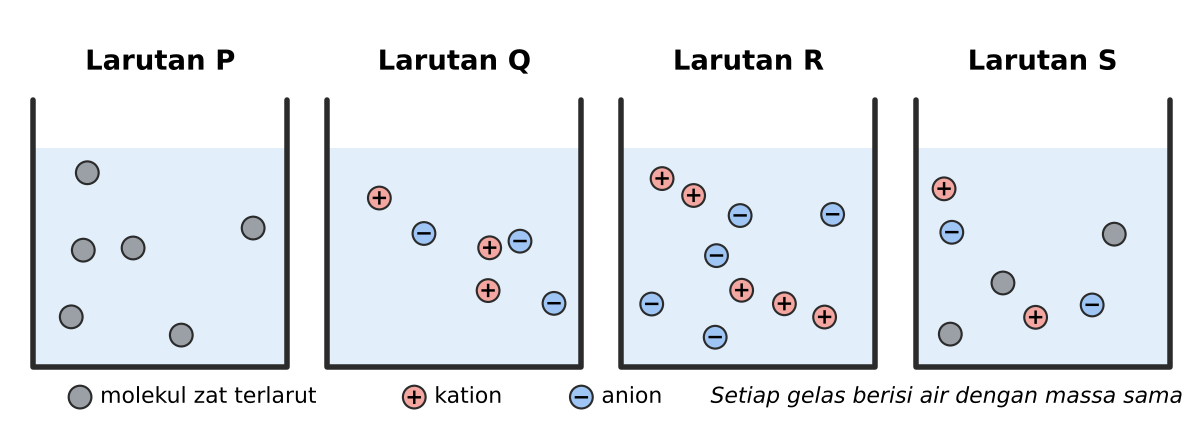 Larutan P
Larutan Q
Larutan R
Larutan S
molekul zat terlarut
+ kation
− anion
Setiap gelas berisi air dengan massa sama